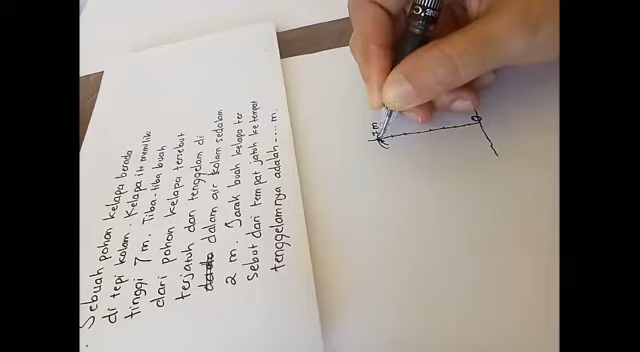 Sebuah pohon kelapa berada
di tepi kolam. Kelapa itu memilik
tinggi 7 m. Tiba-tiba buah
dari pohon kelapa tersebut
terjatuh dan tenggelam di
dalam air kolam sedalam
2 m. Jarak buah kelapa ter
sebut dari tempat jatuh ke tempat
tenggelamnya adalah .... m.